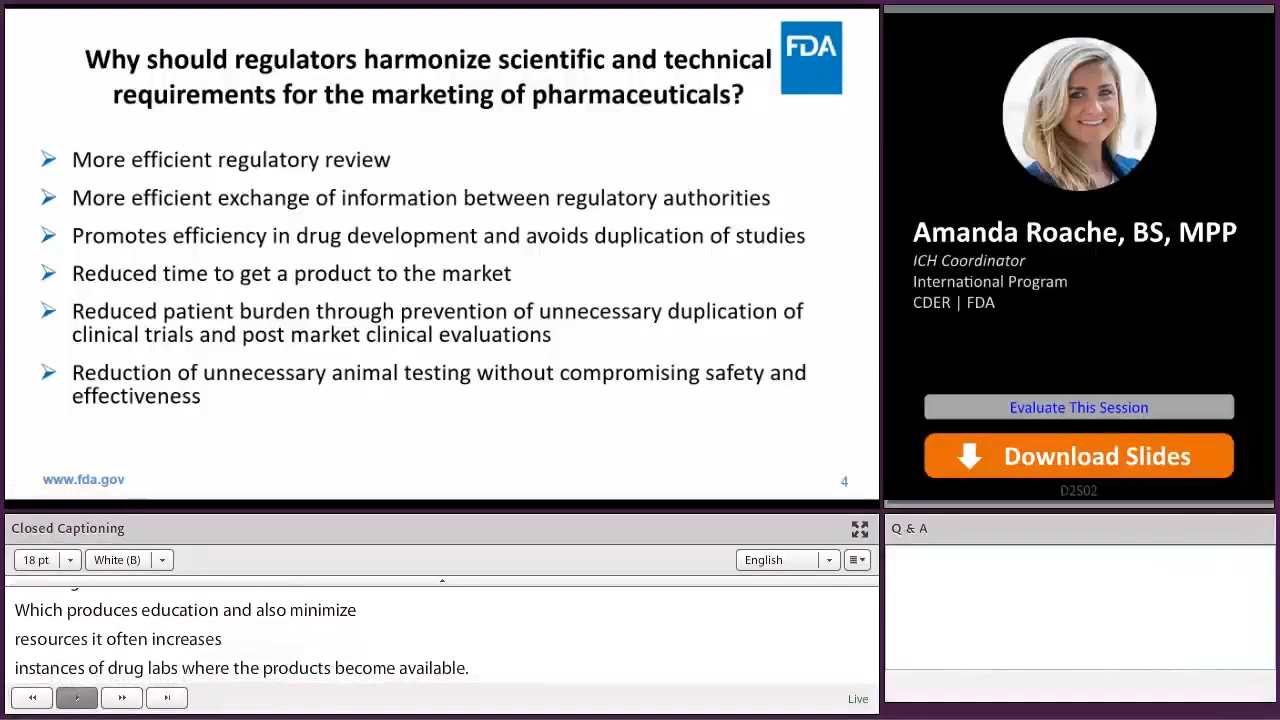 Why should regulators harmonize scientific and technical
requirements for the marketing of pharmaceuticals?
FDA
More efficient regulatory review
More efficient exchange of information between regulatory authorities
Promotes efficiency in drug development and avoids duplication of studies
Reduced time to get a product to the market
Reduced patient burden through prevention of unnecessary duplication of
clinical trials and post market clinical evaluations
Reduction of unnecessary animal testing without compromising safety and
effectiveness
www.fda.gov
4
Amanda Roache, BS, MPP
ICH Coordinator
International Program
CDER | FDA
Evaluate This Session
Download Slides
D2S02
Closed Captioning
18 pt
White (B)
English
Which produces education and also minimize
resources it often increases
instances of drug labs where the products become available.
Live
Q & A